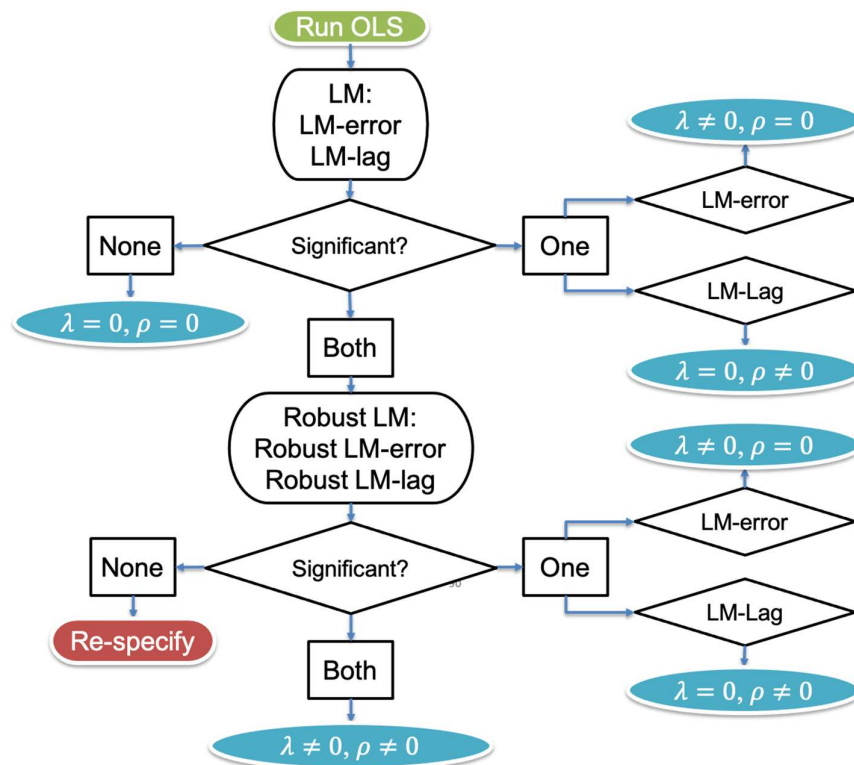 Run OLS
LM:
LM-error
LM-lag
λ ≠ 0, ρ = 0
LM-error
None
Significant?
One
LM-Lag
λ = 0, ρ = 0
Both
λ = 0, ρ ≠ 0
Robust LM:
Robust LM-error
Robust LM-lag
λ ≠ 0, ρ = 0
LM-error
None
Significant?
One
LM-Lag
Re-specify
Both
λ = 0, ρ ≠ 0
λ ≠ 0, ρ ≠ 0